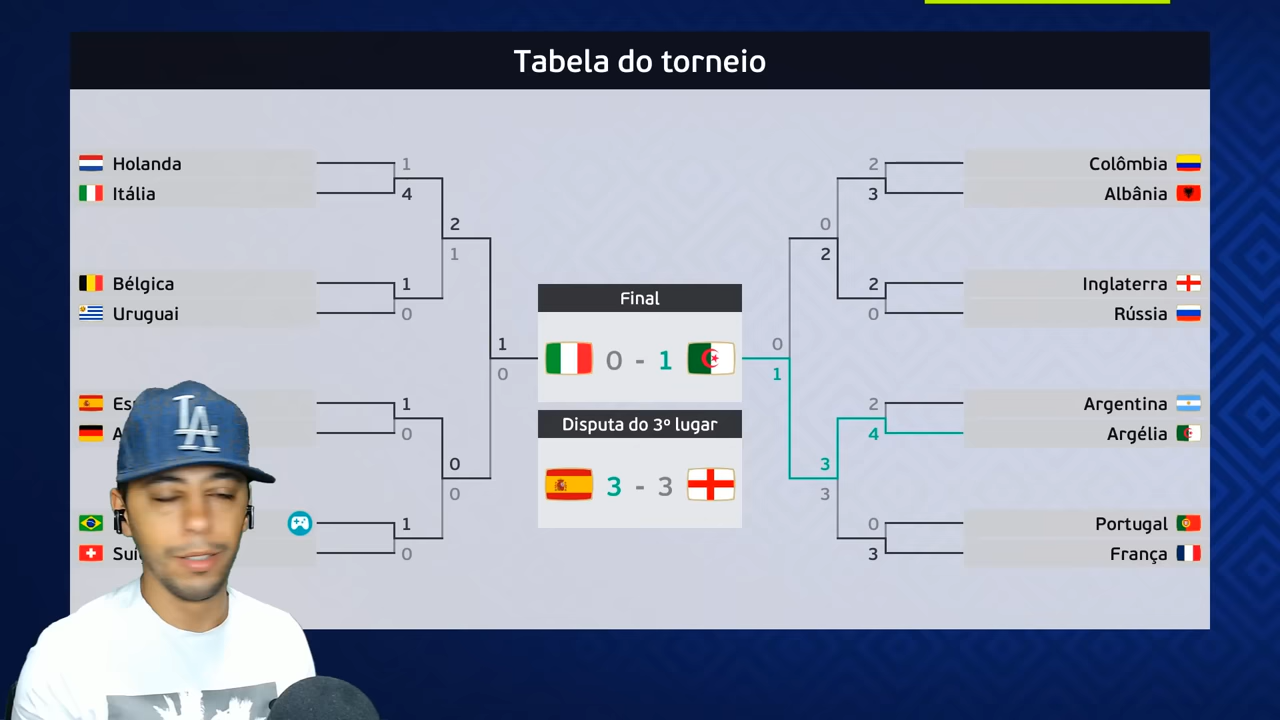 Tabela do torneio
Holanda 1
Itália 4
2
1
Bélgica 1
Uruguai 0
1
0
1
0
0
0
1
0
Final
0 - 1
Disputa do 3º lugar
3 - 3
2 Colômbia
3 Albânia
0
2
2 Inglaterra
0 Rússia
0
1
2 Argentina
4 Argélia
3
3
0 Portugal
3 França
LA